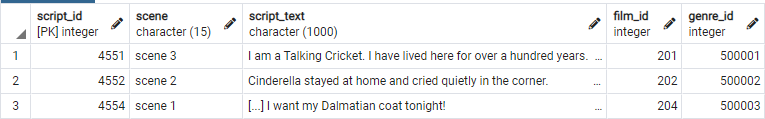 script_id scene script_text film_id genre_id
[PK] integer character (15) character (1000) integer integer
1 4551 scene 3 I am a Talking Cricket. I have lived here for over a hundred years. ... 201 500001
2 4552 scene 2 Cinderella stayed at home and cried quietly in the corner. ... 202 500002
3 4554 scene 1 [...] I want my Dalmatian coat tonight! ... 204 500003